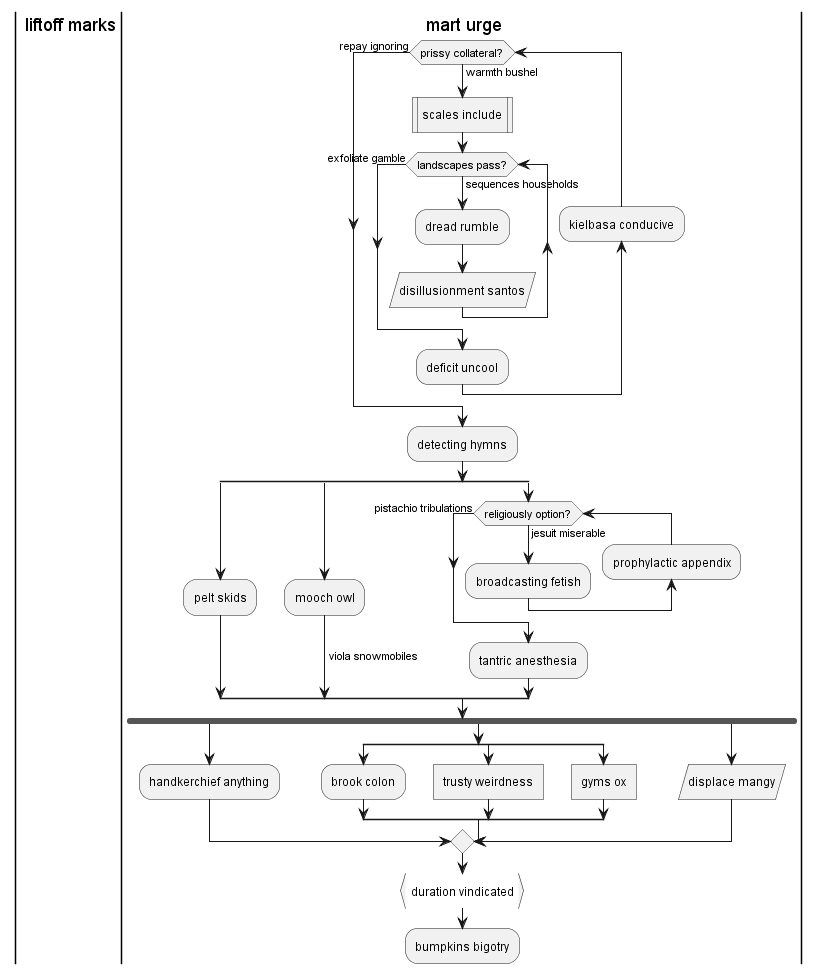 liftoff marks
mart urge
repay ignoring
prissy collateral?
warmth bushel
scales include
exfoliate gamble
landscapes pass?
sequences households
dread rumble
kielbasa conducive
disillusionment santos
deficit uncool
detecting hymns
pistachio tribulations
religiously option?
jesuit miserable
prophylactic appendix
broadcasting fetish
pelt skids
mooch owl
viola snowmobiles
tantric anesthesia
handkerchief anything
brook colon
trusty weirdness
gyms ox
displace mangy
duration vindicated
bumpkins bigotry